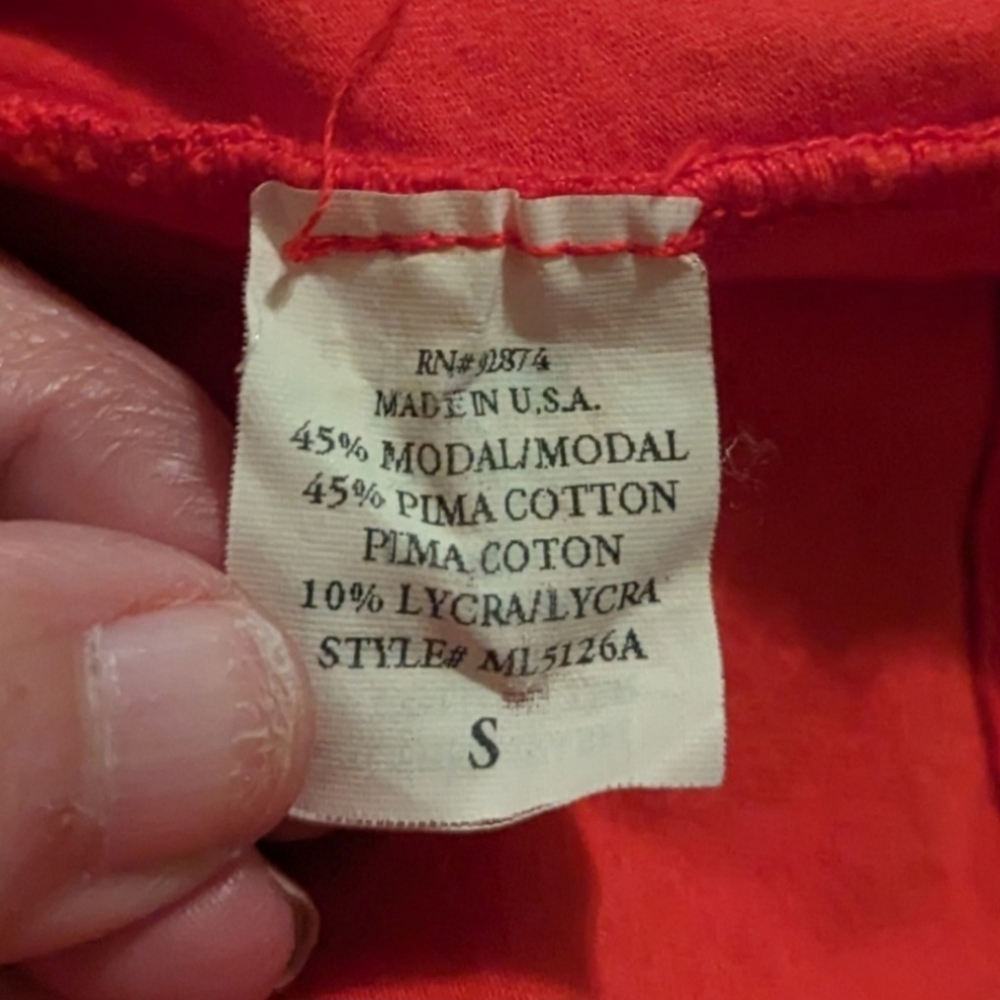 RN#92874
MADE IN U.S.A.
45% MODAL/MODAL
45% PIMA COTTON
PIMA COTON
10% LYCRA/LYCRA
STYLE# ML5126A
S